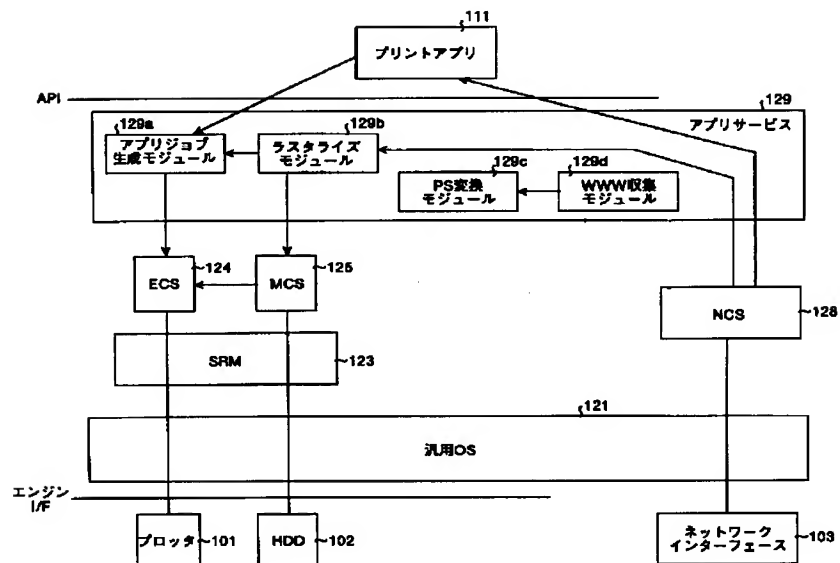 111
プリントアプリ
API
129
アプリサービス
129a
アプリジョブ
生成モジュール
129b
ラスタライズ
モジュール
129c
PS変換
モジュール
129d
WWW収集
モジュール
ECS
124
MCS
125
NCS
128
SRM
123
121
汎用OS
エンジン
I/F
プロッタ
101
HDD
102
ネットワーク
インターフェース
103